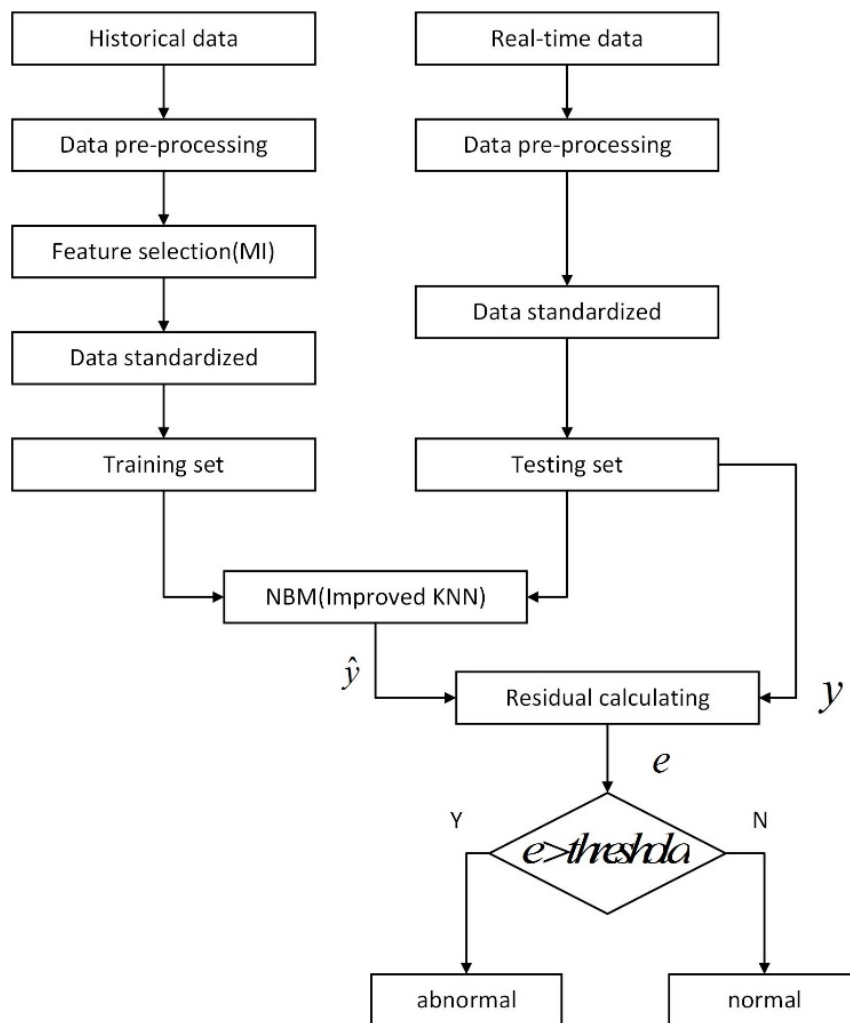 Historical data
Real-time data
Data pre-processing
Data pre-processing
Feature selection(MI)
Data standardized
Data standardized
Training set
Testing set
NBM(Improved KNN)
ŷ
Residual calculating
y
e
Y
N
e>threshda
abnormal
normal